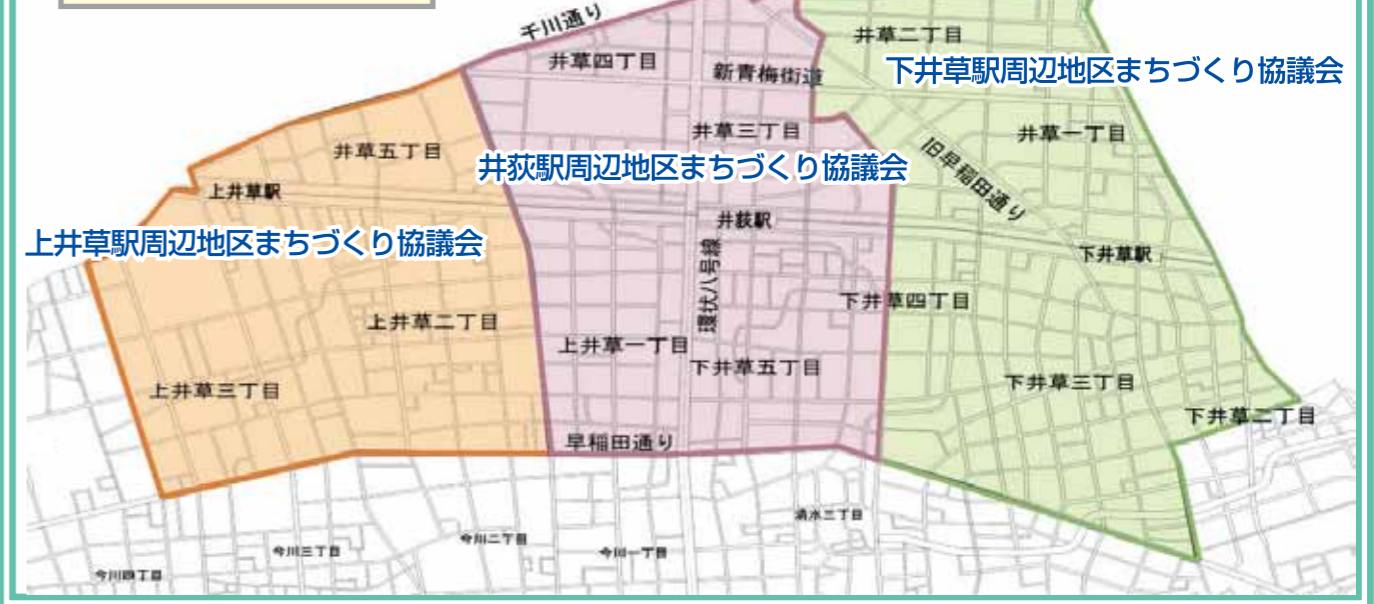 千川通り
井草二丁目
井草四丁目
新青梅街道
下井草駅周辺地区まちづくり協議会
井草三丁目
井草一丁目
井草五丁目
井荻駅周辺地区まちづくり協議会
旧早稲田通り
上井草駅
井荻駅
上井草駅周辺地区まちづくり協議会
環状八号線
下井草駅
下井草四丁目
上井草二丁目
上井草一丁目
下井草五丁目
上井草三丁目
下井草三丁目
下井草二丁目
早稲田通り
清水三丁目
今川二丁目
今川三丁目
今川一丁目
今川四丁目